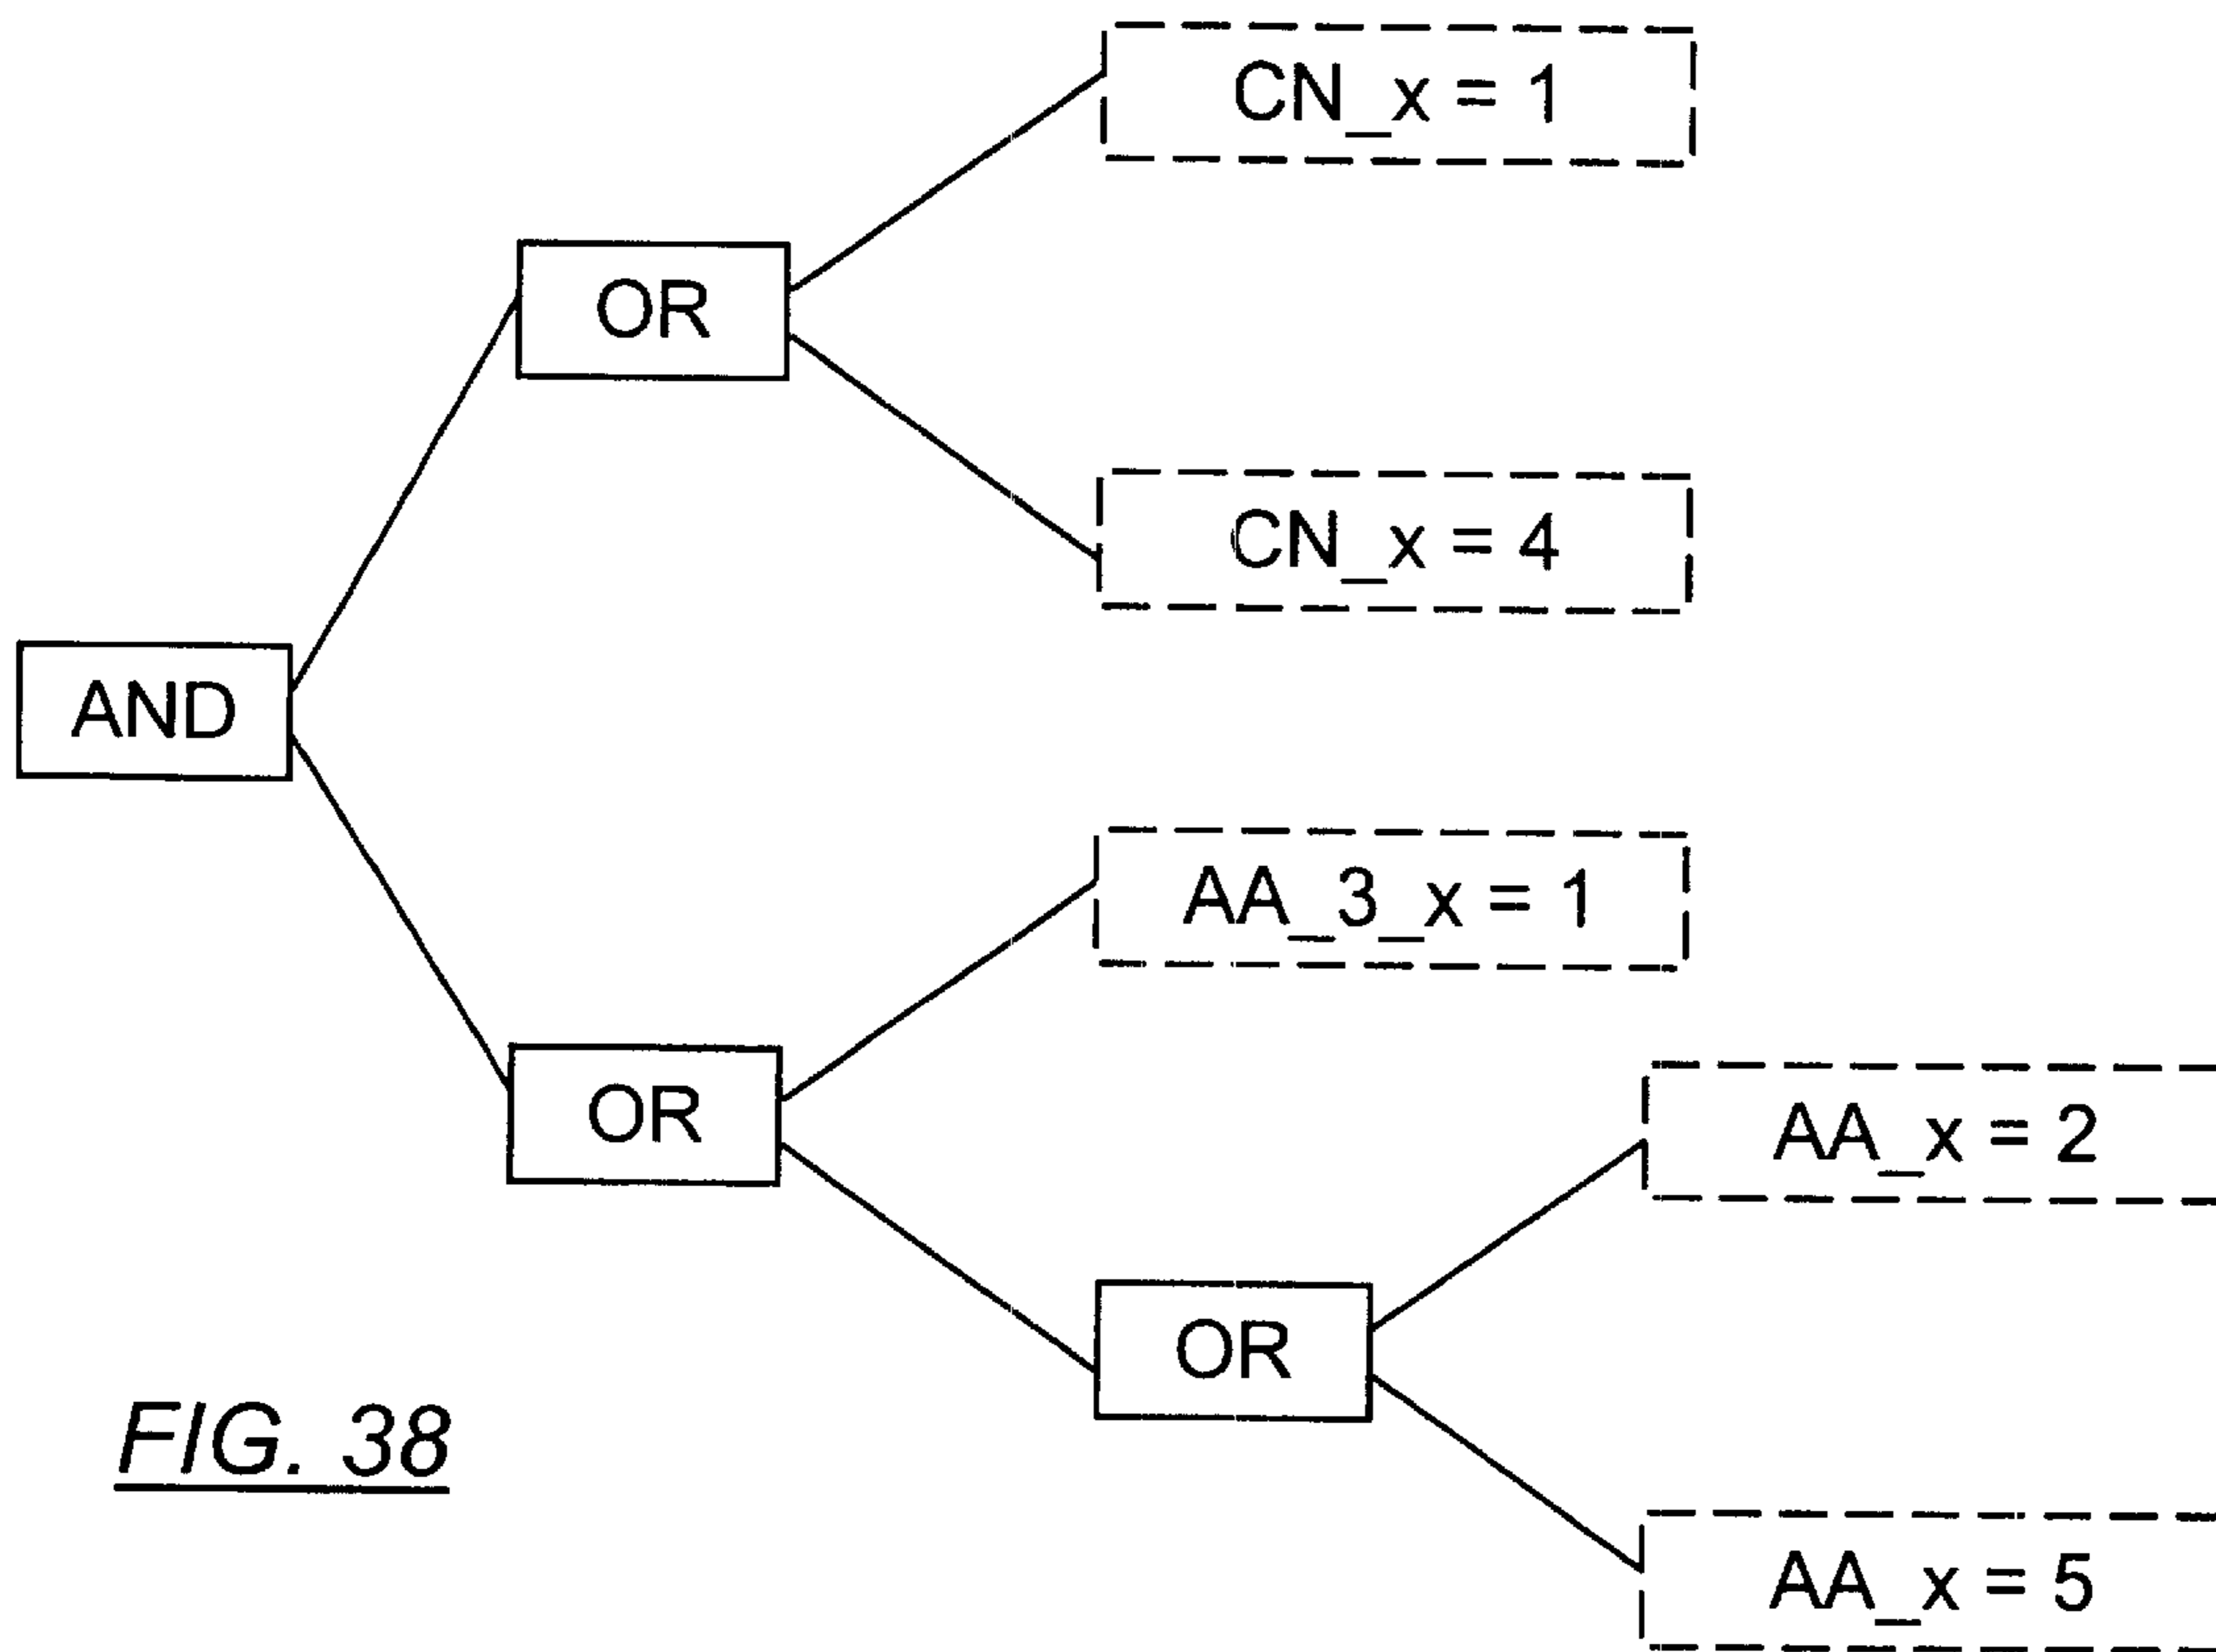 CN_x = 1
OR
CN_x = 4
AND
AA_3_x = 1
OR
AA_x = 2
OR
FIG. 38
AA_x = 5